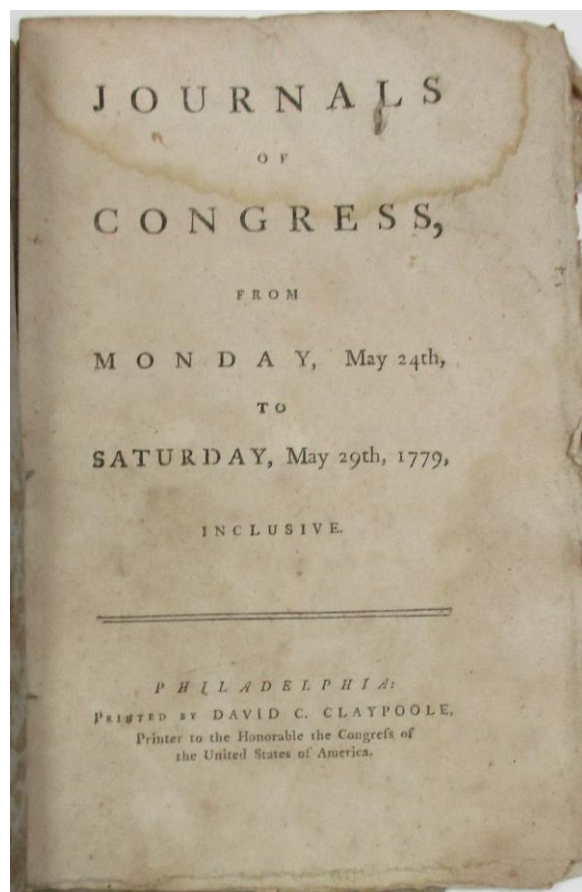 JOURNALS
OF
CONGRESS,
FROM
MONDAY, May 24th,
TO
SATURDAY, May 29th, 1779,
INCLUSIVE.
PHILADELPHIA:
PRINTED BY DAVID C. CLAYPOOLE,
Printer to the Honorable the Congreſs of
the United States of America.